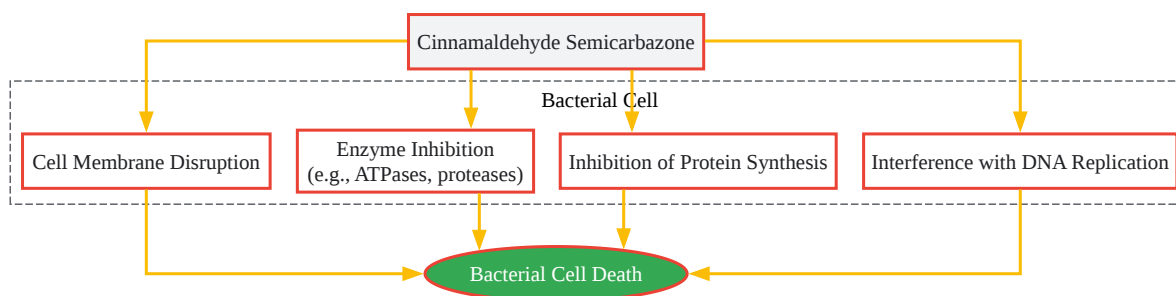 Cinnamaldehyde Semicarbazone
Bacterial Cell
Cell Membrane Disruption
Enzyme Inhibition
(e.g., ATPases, proteases)
Inhibition of Protein Synthesis
Interference with DNA Replication
Bacterial Cell Death